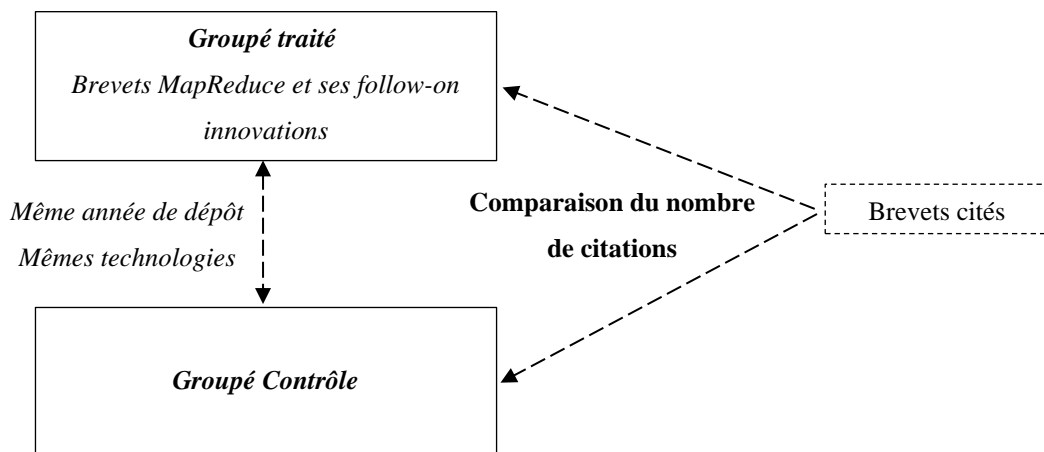 Groupé traité
Brevets MapReduce et ses follow-on
innovations
Même année de dépôt
Mêmes technologies
Comparaison du nombre
de citations
Brevets cités
Groupé Contrôle